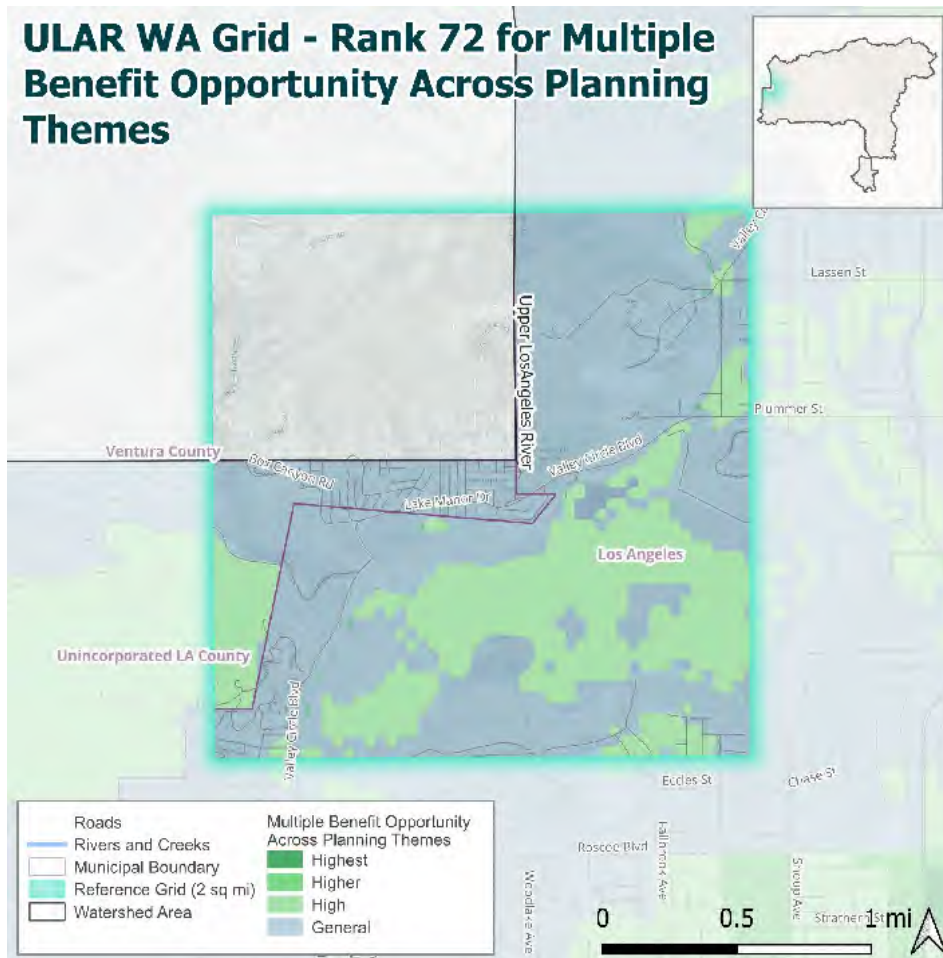 ULAR WA Grid - Rank 72 for Multiple
Benefit Opportunity Across Planning
Themes
Lassen St
Upper LosAngeles River
Plummer St
Ventura County
Box Canyon Rd
Valley Circle Blvd
Lake Manor Dr
Los Angeles
Unincorporated LA County
Valley Circle Blvd
Eccles St
Chase St
Roscoe Blvd
Fallbrook Ave
Woodlake Ave
Shoup Ave
Strathern St
Roads
Rivers and Creeks
Municipal Boundary
Reference Grid (2 sq mi)
Watershed Area
Multiple Benefit Opportunity
Across Planning Themes
Highest
Higher
High
General
0 0.5 1 mi